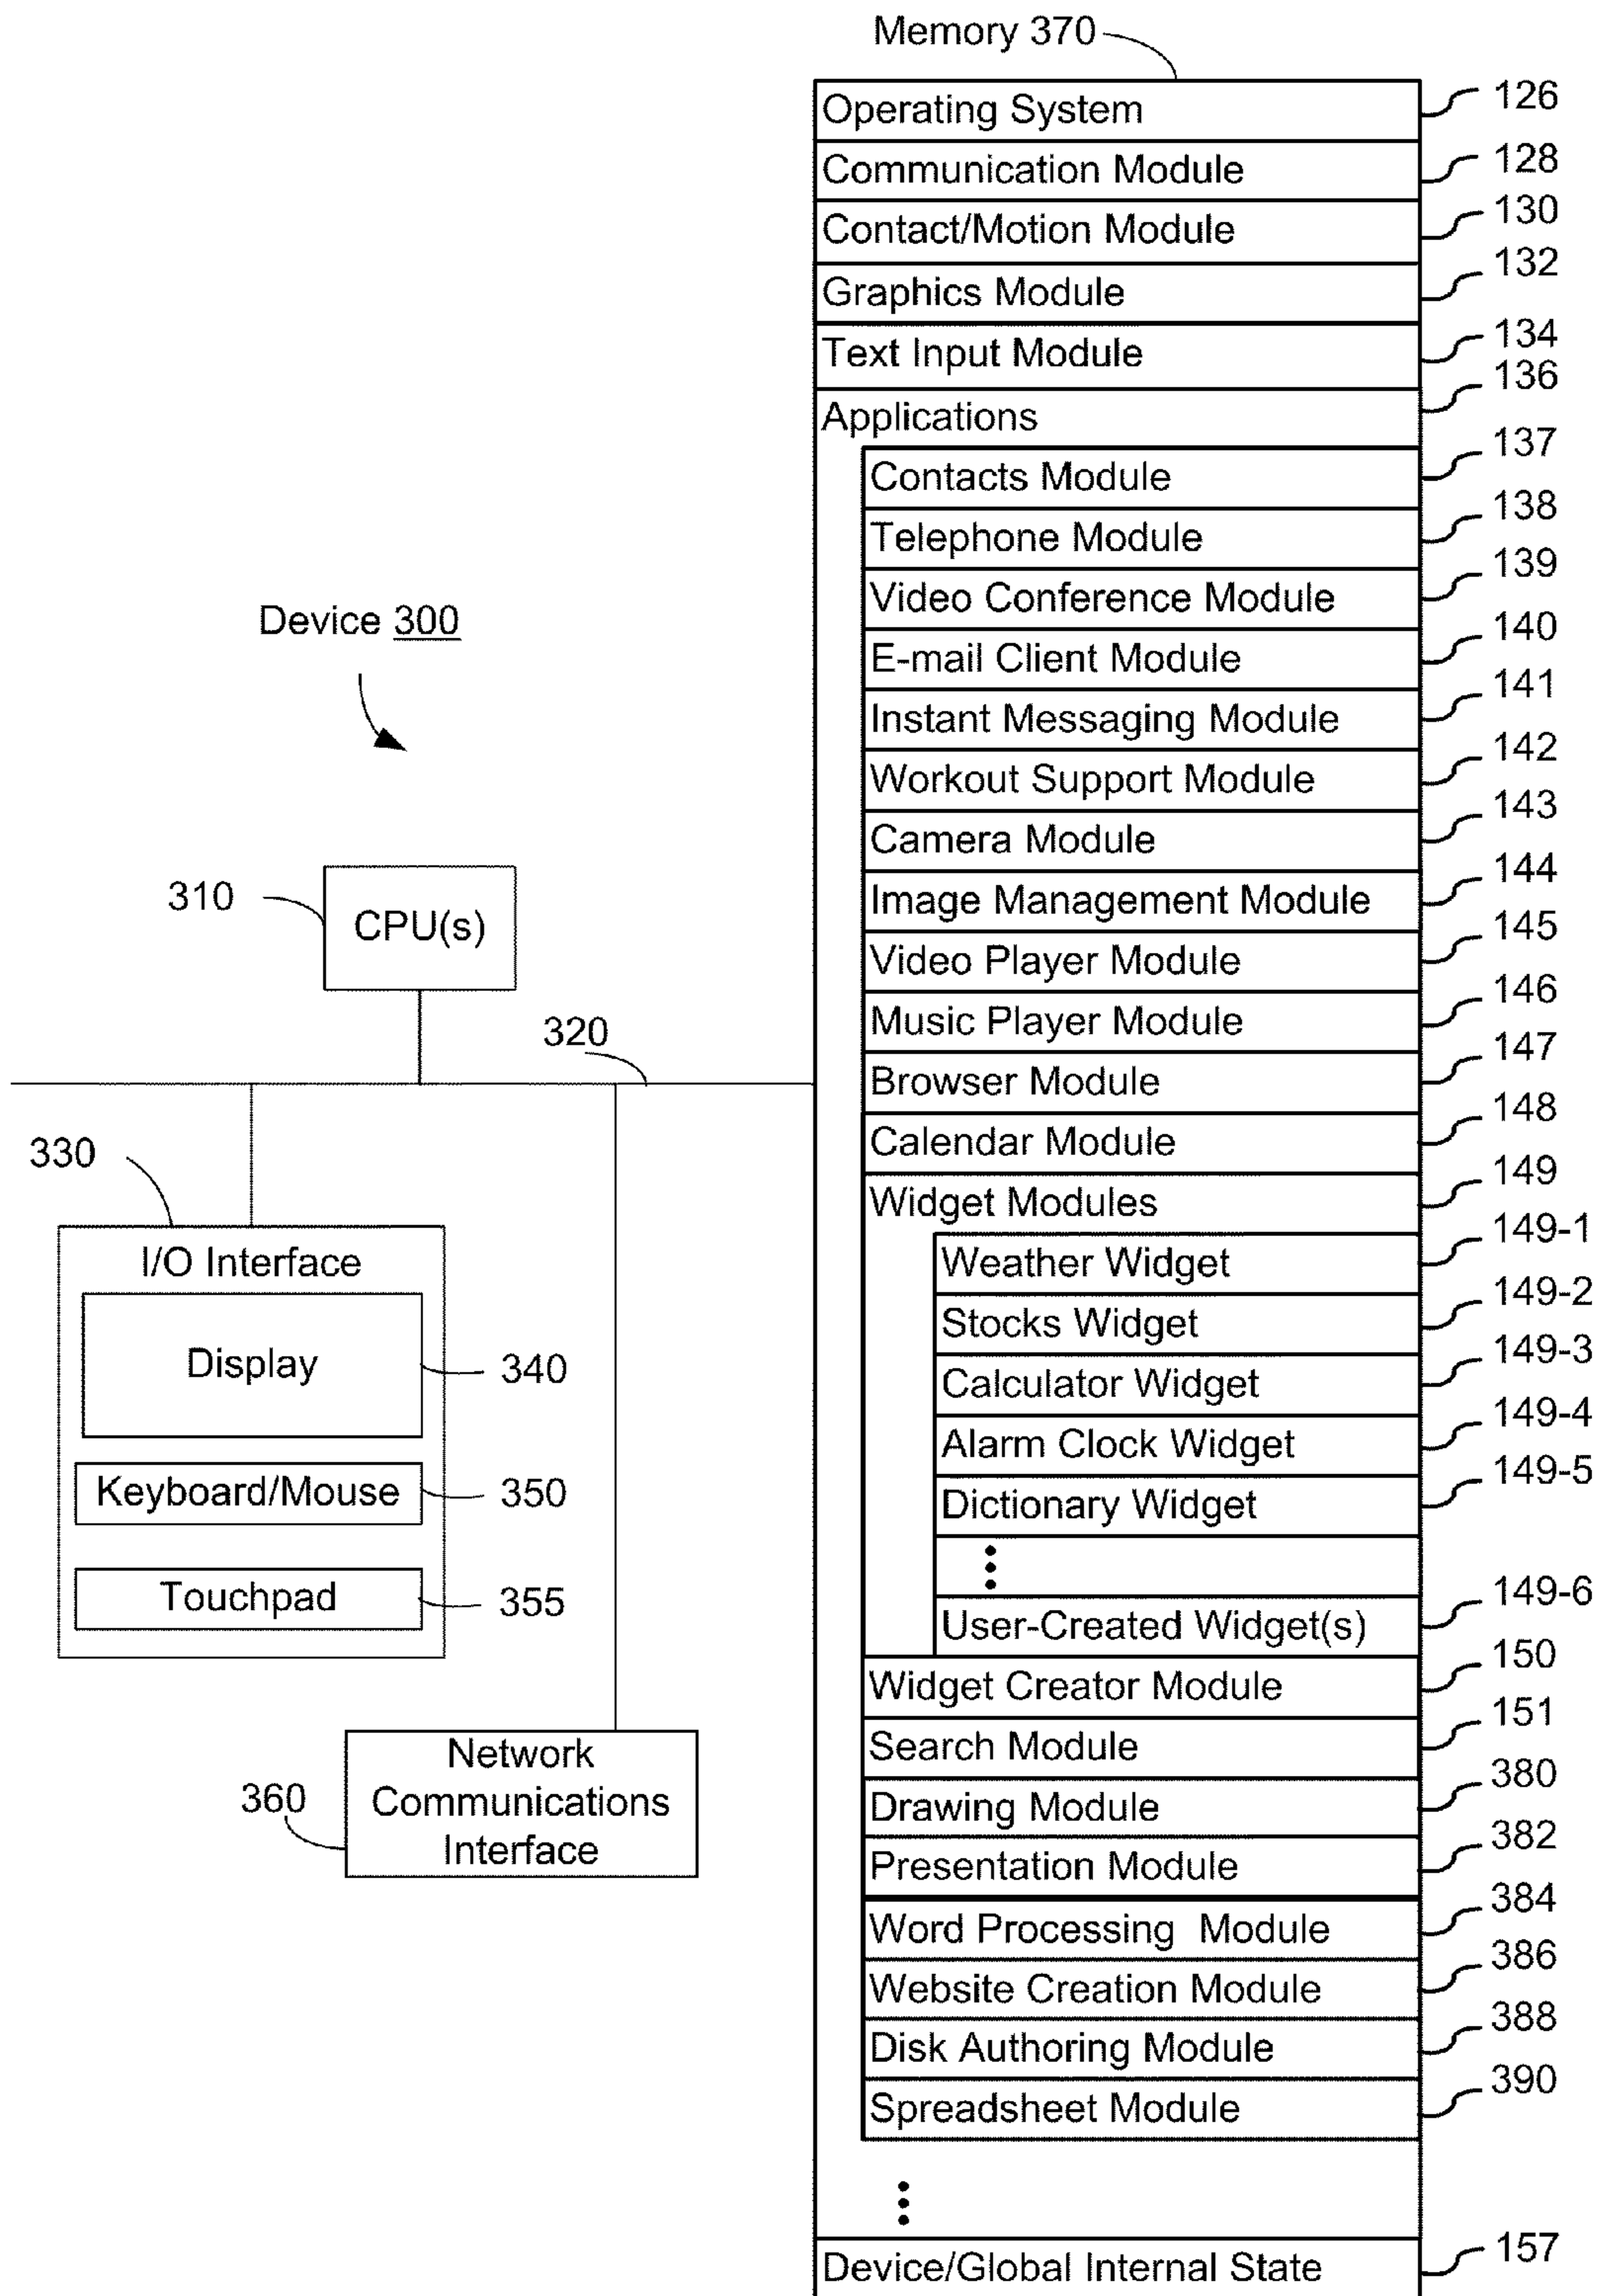 Memory 370
Operating System 126
Communication Module 128
Contact/Motion Module 130
Graphics Module 132
Text Input Module 134
Applications 136
Contacts Module 137
Telephone Module 138
Video Conference Module 139
E-mail Client Module 140
Instant Messaging Module 141
Workout Support Module 142
Camera Module 143
Image Management Module 144
Video Player Module 145
Music Player Module 146
Browser Module 147
Calendar Module 148
Widget Modules 149
Weather Widget 149-1
Stocks Widget 149-2
Calculator Widget 149-3
Alarm Clock Widget 149-4
Dictionary Widget 149-5
User-Created Widget(s) 149-6
Widget Creator Module 150
Search Module 151
Drawing Module 380
Presentation Module 382
Word Processing Module 384
Website Creation Module 386
Disk Authoring Module 388
Spreadsheet Module 390
Device/Global Internal State 157
Device 300
310 CPU(s)
320
330
I/O Interface
Display 340
Keyboard/Mouse 350
Touchpad 355
360
Network
Communications
Interface